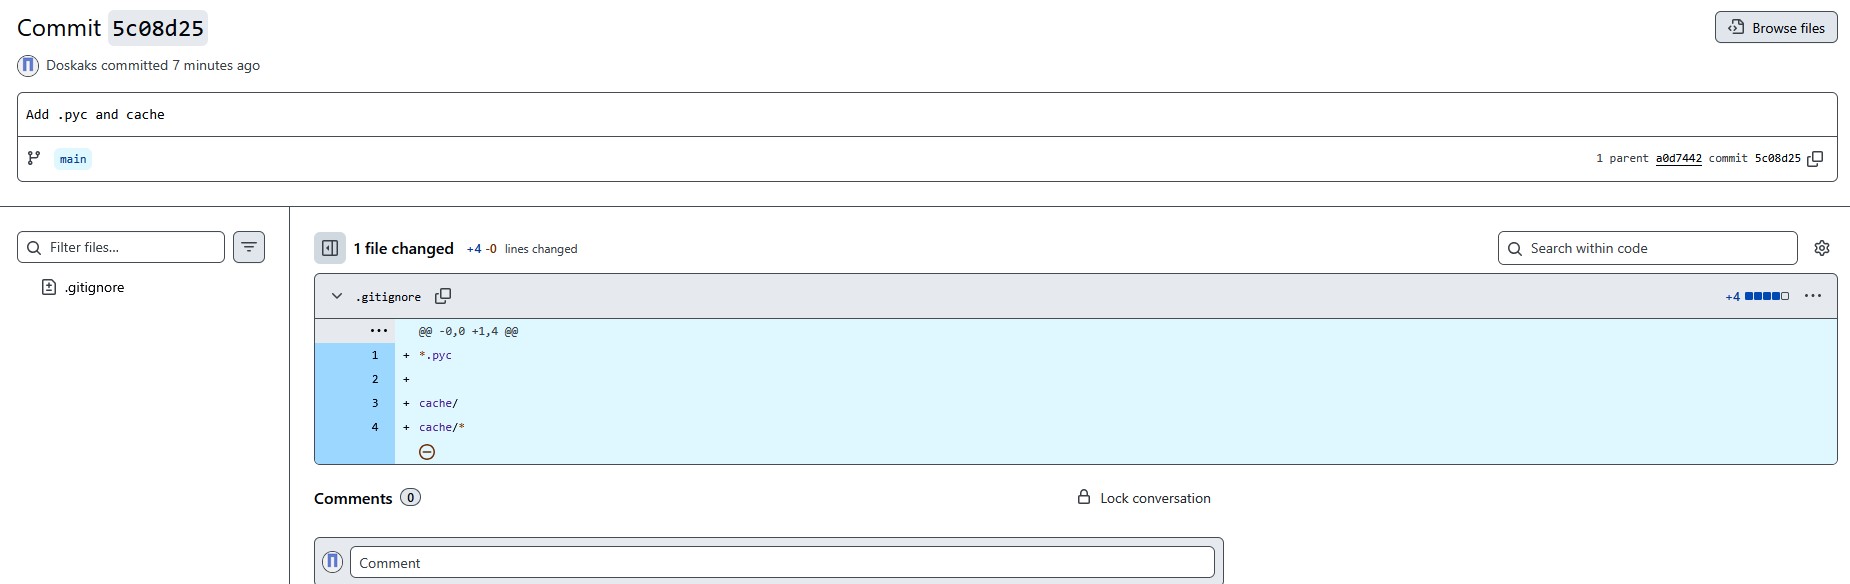 Commit 5c08d25
Browse files
Doskaks committed 7 minutes ago
Add .pyc and cache
main
1 parent a0d7442 commit 5c08d25
Filter files...
.gitignore
1 file changed +4 -0 lines changed
Search within code
.gitignore
+4
@@ -0,0 +1,4 @@
1 + *.pyc
2 +
3 + cache/
4 + cache/*
Comments 0
Lock conversation
Comment